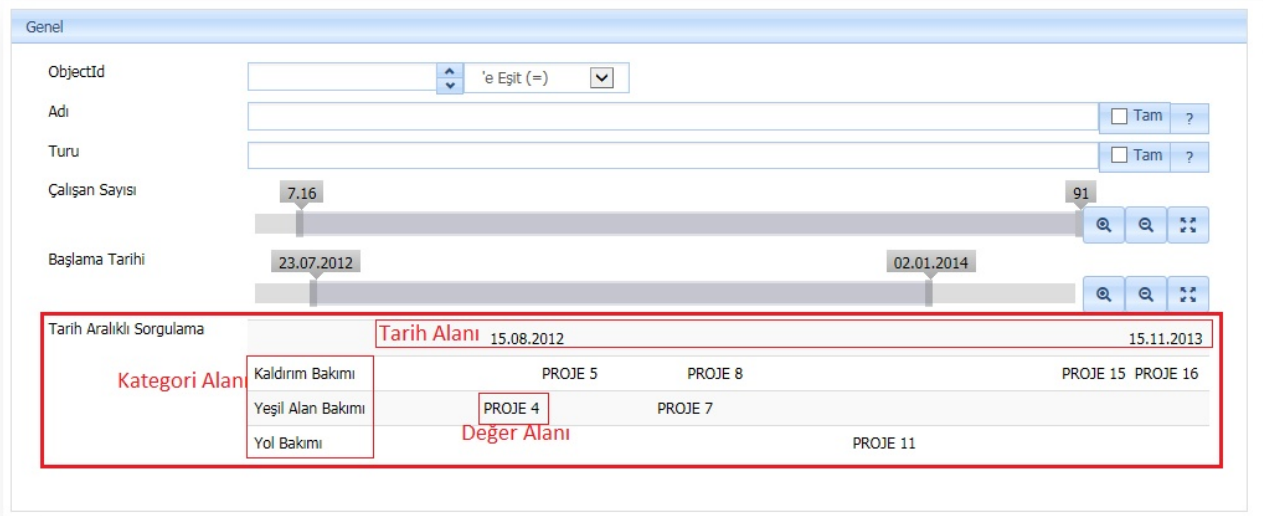 Genel
ObjectId 'e Eşit (=)
Adı Tam ?
Turu Tam ?
Çalışan Sayısı 7.16 91
Başlama Tarihi 23.07.2012 02.01.2014
Tarih Aralıklı Sorgulama Tarih Alanı 15.08.2012 15.11.2013
Kategori Alanı Kaldırım Bakımı PROJE 5 PROJE 8 PROJE 15 PROJE 16
Yeşil Alan Bakımı PROJE 4 PROJE 7
Değer Alanı
Yol Bakımı PROJE 11